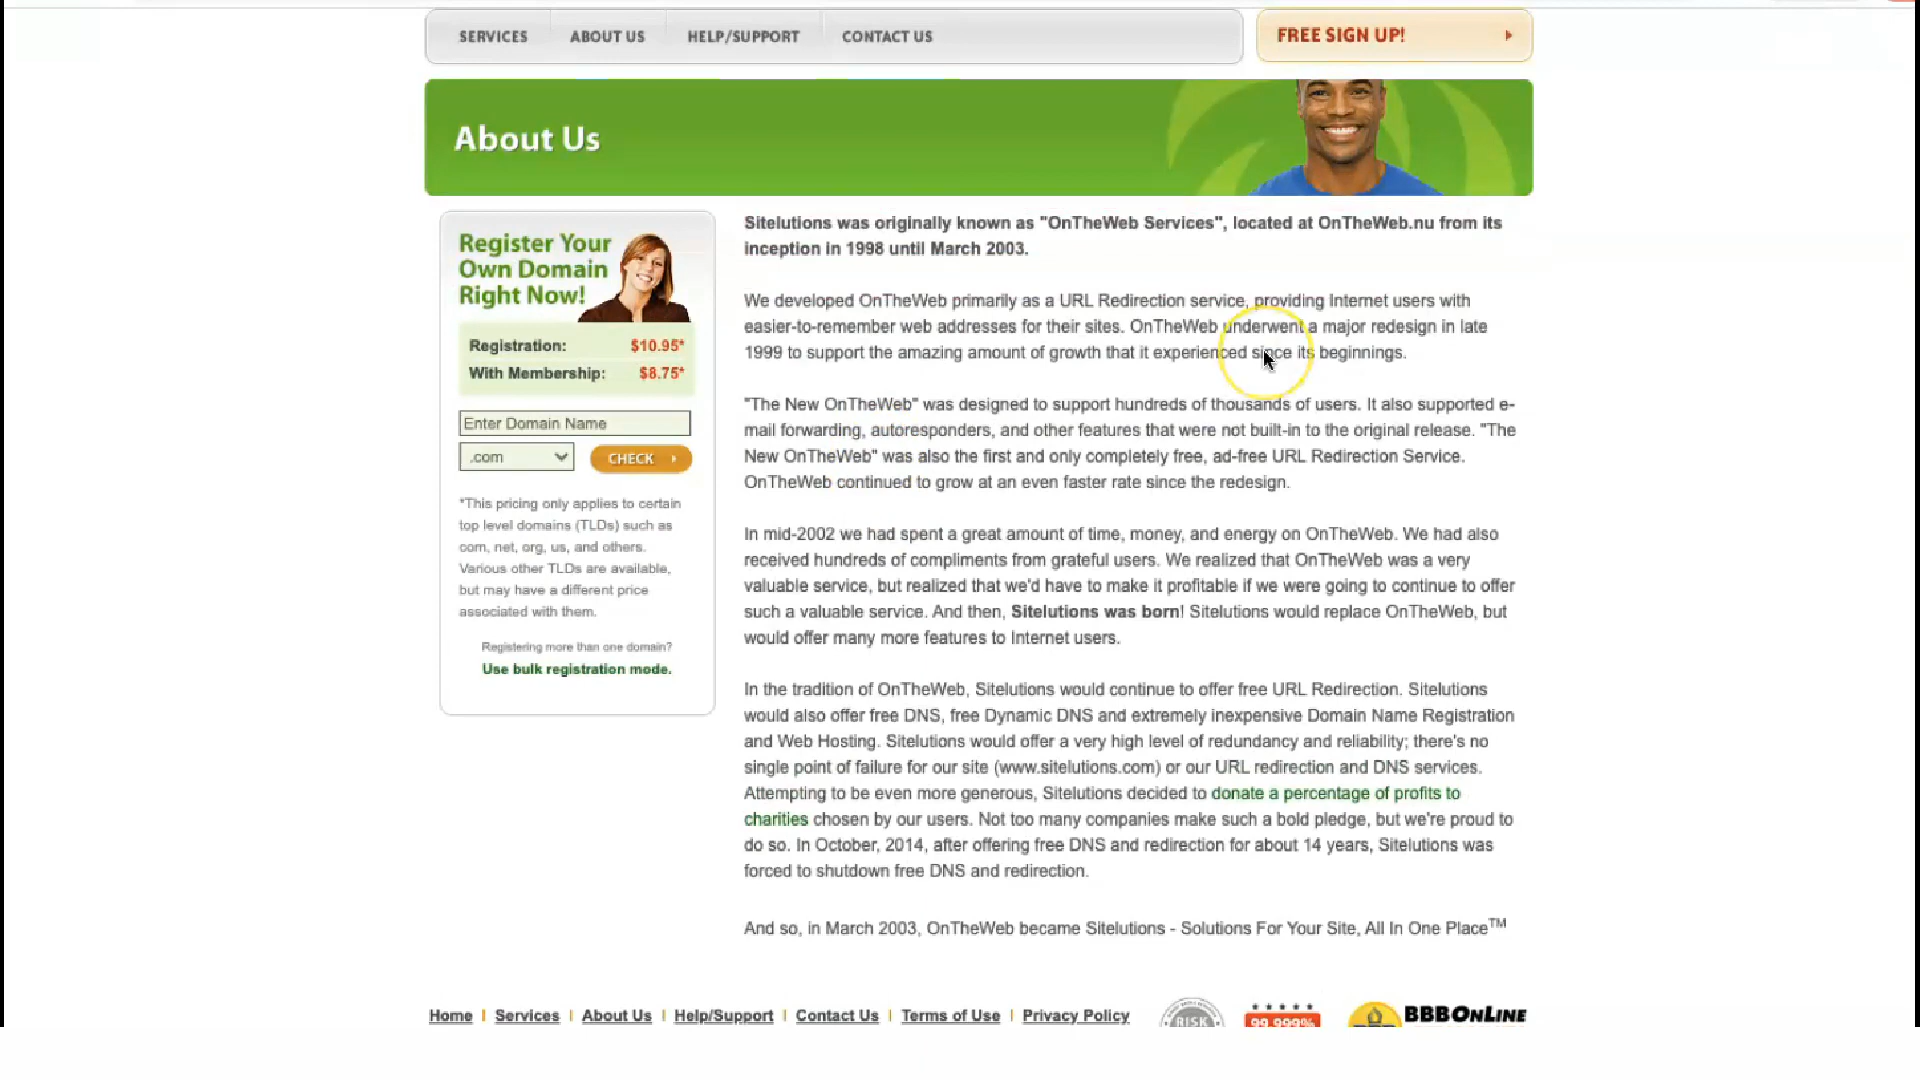 SERVICES ABOUT US HELP/SUPPORT CONTACT US FREE SIGN UP!
About Us
Register Your
Own Domain
Right Now!
Registration: $10.95*
With Membership: $8.75*
Enter Domain Name
.com CHECK
*This pricing only applies to certain
top level domains (TLDs) such as
com, net, org, us, and others.
Various other TLDs are available,
but may have a different price
associated with them.
Registering more than one domain?
Use bulk registration mode.
Sitelutions was originally known as "OnTheWeb Services", located at OnTheWeb.nu from its
inception in 1998 until March 2003.
We developed OnTheWeb primarily as a URL Redirection service, providing Internet users with
easier-to-remember web addresses for their sites. OnTheWeb underwent a major redesign in late
1999 to support the amazing amount of growth that it experienced since its beginnings.
"The New OnTheWeb" was designed to support hundreds of thousands of users. It also supported e-
mail forwarding, autoresponders, and other features that were not built-in to the original release. "The
New OnTheWeb" was also the first and only completely free, ad-free URL Redirection Service.
OnTheWeb continued to grow at an even faster rate since the redesign.
In mid-2002 we had spent a great amount of time, money, and energy on OnTheWeb. We had also
received hundreds of compliments from grateful users. We realized that OnTheWeb was a very
valuable service, but realized that we'd have to make it profitable if we were going to continue to offer
such a valuable service. And then, Sitelutions was born! Sitelutions would replace OnTheWeb, but
would offer many more features to Internet users.
In the tradition of OnTheWeb, Sitelutions would continue to offer free URL Redirection. Sitelutions
would also offer free DNS, free Dynamic DNS and extremely inexpensive Domain Name Registration
and Web Hosting. Sitelutions would offer a very high level of redundancy and reliability; there's no
single point of failure for our site (www.sitelutions.com) or our URL redirection and DNS services.
Attempting to be even more generous, Sitelutions decided to donate a percentage of profits to
charities chosen by our users. Not too many companies make such a bold pledge, but we're proud to
do so. In October, 2014, after offering free DNS and redirection for about 14 years, Sitelutions was
forced to shutdown free DNS and redirection.
And so, in March 2003, OnTheWeb became Sitelutions - Solutions For Your Site, All In One Place™
Home | Services | About Us | Help/Support | Contact Us | Terms of Use | Privacy Policy RISK 99.999% BBBONLINE